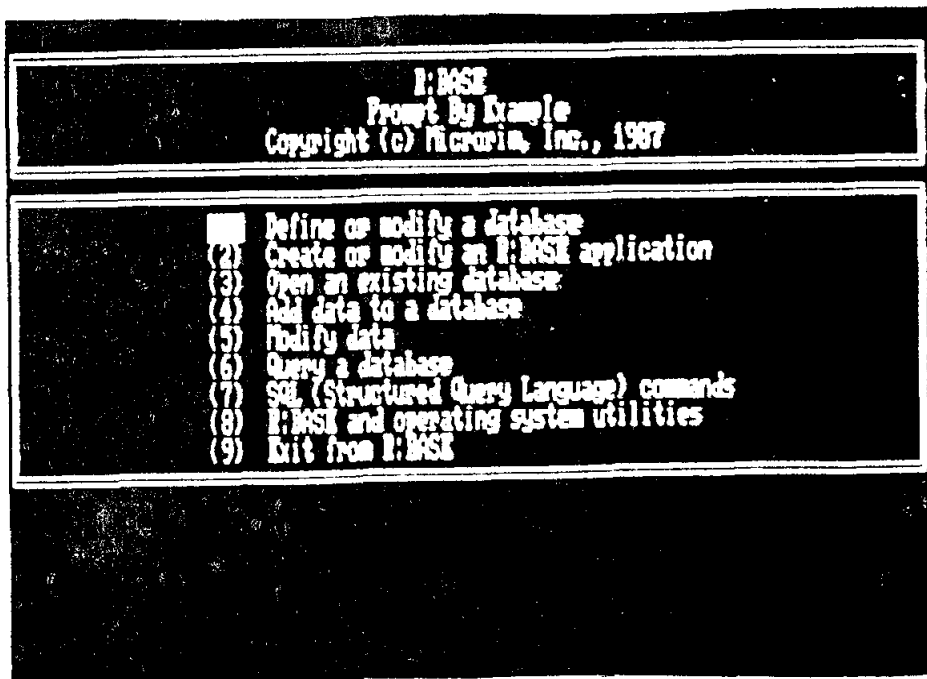 R:BASE
Prompt By Example
Copyright (c) Microrim, Inc., 1987
Define or modify a database
(2) Create or modify an R:BASE application
(3) Open an existing database
(4) Add data to a database
(5) Modify data
(6) Query a database
(7) SQL (Structured Query Language) commands
(8) R:BASE and operating system utilities
(9) Exit from R:BASE